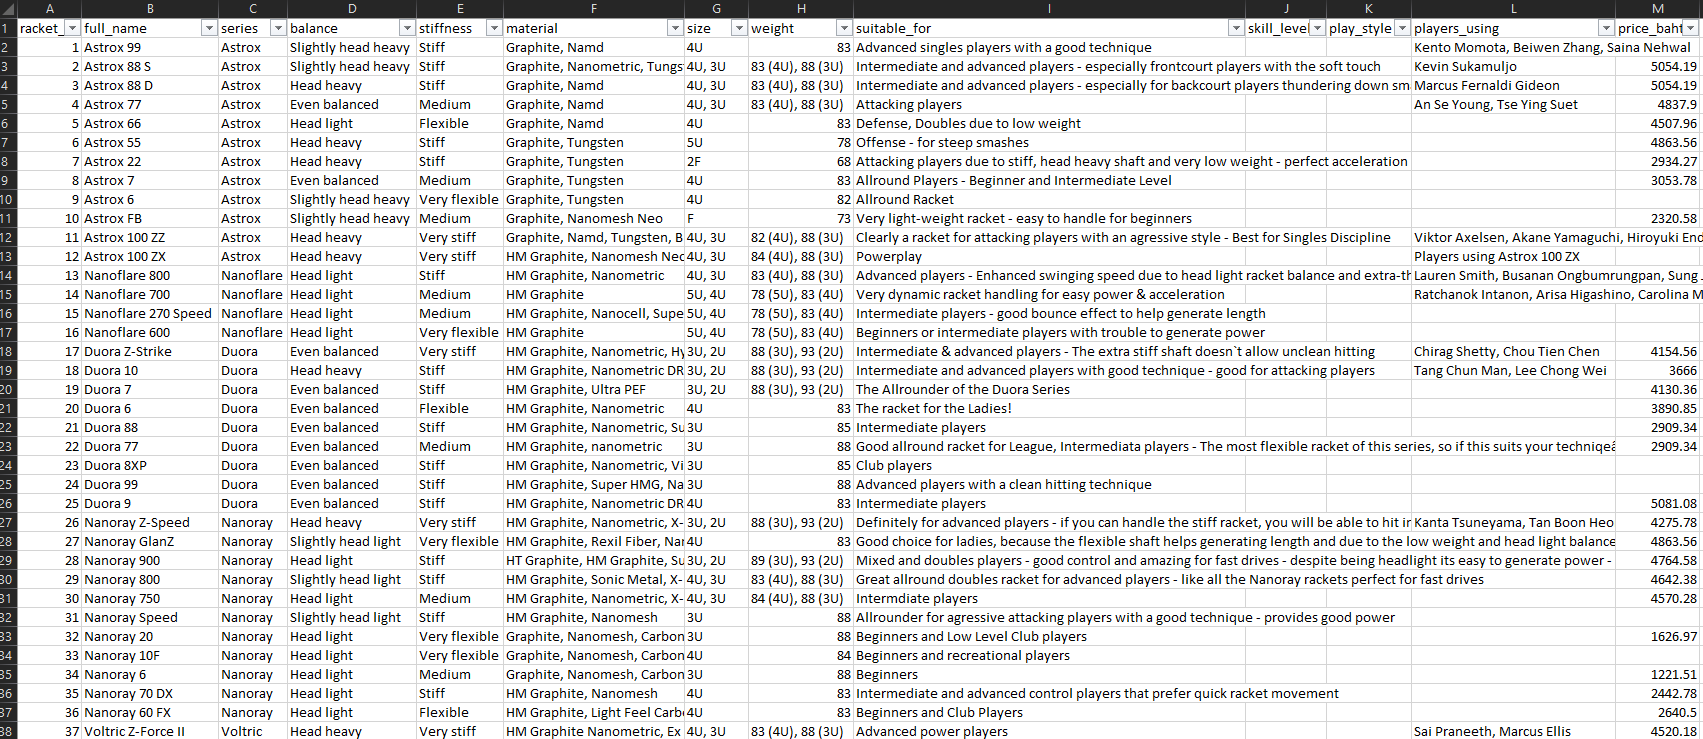 A B C D E F G H I J K L M
1 racket_ full_name series balance stiffness material size weight suitable_for skill_level play_style players_using price_baht
2 1 Astrox 99 Astrox Slightly head heavy Stiff Graphite, Namd 4U 83 Advanced singles players with a good technique Kento Momota, Beiwen Zhang, Saina Nehwal
3 2 Astrox 88 S Astrox Slightly head heavy Stiff Graphite, Nanometric, Tungs 4U, 3U 83 (4U), 88 (3U) Intermediate and advanced players - especially frontcourt players with the soft touch Kevin Sukamuljo 5054.19
4 3 Astrox 88 D Astrox Head heavy Stiff Graphite, Namd 4U, 3U 83 (4U), 88 (3U) Intermediate and advanced players - especially for backcourt players thundering down sm Marcus Fernaldi Gideon 5054.19
5 4 Astrox 77 Astrox Even balanced Medium Graphite, Namd 4U, 3U 83 (4U), 88 (3U) Attacking players An Se Young, Tse Ying Suet 4837.9
6 5 Astrox 66 Astrox Head light Flexible Graphite, Namd 4U 83 Defense, Doubles due to low weight 4507.96
7 6 Astrox 55 Astrox Head heavy Stiff Graphite, Tungsten 5U 78 Offense - for steep smashes 4863.56
8 7 Astrox 22 Astrox Head heavy Stiff Graphite, Tungsten 2F 68 Attacking players due to stiff, head heavy shaft and very low weight - perfect acceleration 2934.27
9 8 Astrox 7 Astrox Even balanced Medium Graphite, Tungsten 4U 83 Allround Players - Beginner and Intermediate Level 3053.78
10 9 Astrox 6 Astrox Slightly head heavy Very flexible Graphite, Tungsten 4U 82 Allround Racket
11 10 Astrox FB Astrox Slightly head heavy Medium Graphite, Nanomesh Neo F 73 Very light-weight racket - easy to handle for beginners 2320.58
12 11 Astrox 100 ZZ Astrox Head heavy Very stiff Graphite, Namd, Tungsten, B 4U, 3U 82 (4U), 88 (3U) Clearly a racket for attacking players with an agressive style - Best for Singles Discipline Viktor Axelsen, Akane Yamaguchi, Hiroyuki End
13 12 Astrox 100 ZX Astrox Head heavy Very stiff HM Graphite, Nanomesh Neo 4U, 3U 84 (4U), 88 (3U) Powerplay Players using Astrox 100 ZX
14 13 Nanoflare 800 Nanoflare Head light Stiff HM Graphite, Nanometric 4U, 3U 83 (4U), 88 (3U) Advanced players - Enhanced swinging speed due to head light racket balance and extra-th Lauren Smith, Busanan Ongbumrungpan, Sung
15 14 Nanoflare 700 Nanoflare Head light Medium HM Graphite 5U, 4U 78 (5U), 83 (4U) Very dynamic racket handling for easy power & acceleration Ratchanok Intanon, Arisa Higashino, Carolina M
16 15 Nanoflare 270 Speed Nanoflare Head light Medium HM Graphite, Nanocell, Supe 5U, 4U 78 (5U), 83 (4U) Intermediate players - good bounce effect to help generate length
17 16 Nanoflare 600 Nanoflare Head light Very flexible HM Graphite 5U, 4U 78 (5U), 83 (4U) Beginners or intermediate players with trouble to generate power
18 17 Duora Z-Strike Duora Even balanced Very stiff HM Graphite, Nanometric, Hy 3U, 2U 88 (3U), 93 (2U) Intermediate & advanced players - The extra stiff shaft doesn`t allow unclean hitting Chirag Shetty, Chou Tien Chen 4154.56
19 18 Duora 10 Duora Head heavy Stiff HM Graphite, Nanometric DR 3U, 2U 88 (3U), 93 (2U) Intermediate and advanced players with good technique - good for attacking players Tang Chun Man, Lee Chong Wei 3666
20 19 Duora 7 Duora Even balanced Stiff HM Graphite, Ultra PEF 3U, 2U 88 (3U), 93 (2U) The Allrounder of the Duora Series 4130.36
21 20 Duora 6 Duora Even balanced Flexible HM Graphite, Nanometric 4U 83 The racket for the Ladies! 3890.85
22 21 Duora 88 Duora Even balanced Stiff HM Graphite, Nanometric, Su 3U 85 Intermediate players 2909.34
23 22 Duora 77 Duora Even balanced Medium HM Graphite, nanometric 3U 88 Good allround racket for League, Intermediata players - The most flexible racket of this series, so if this suits your techniqeâ 2909.34
24 23 Duora 8XP Duora Even balanced Stiff HM Graphite, Nanometric, Vi 3U 85 Club players
25 24 Duora 99 Duora Even balanced Stiff HM Graphite, Super HMG, Na 3U 88 Advanced players with a clean hitting technique
26 25 Duora 9 Duora Even balanced Stiff HM Graphite, Nanometric DR 4U 83 Intermediate players 5081.08
27 26 Nanoray Z-Speed Nanoray Head heavy Very stiff HM Graphite, Nanometric, X- 3U, 2U 88 (3U), 93 (2U) Definitely for advanced players - if you can handle the stiff racket, you will be able to hit ir Kanta Tsuneyama, Tan Boon Heo 4275.78
28 27 Nanoray GlanZ Nanoray Slightly head light Very flexible HM Graphite, Rexil Fiber, Nar 4U 83 Good choice for ladies, because the flexible shaft helps generating length and due to the low weight and head light balance 4863.56
29 28 Nanoray 900 Nanoray Head light Stiff HT Graphite, HM Graphite, Su 3U, 2U 89 (3U), 93 (2U) Mixed and doubles players - good control and amazing for fast drives - despite being headlight its easy to generate power - 4764.58
30 29 Nanoray 800 Nanoray Slightly head light Stiff HM Graphite, Sonic Metal, X- 4U, 3U 83 (4U), 88 (3U) Great allround doubles racket for advanced players - like all the Nanoray rackets perfect for fast drives 4642.38
31 30 Nanoray 750 Nanoray Head light Medium HM Graphite, Nanometric, X- 4U, 3U 84 (4U), 88 (3U) Intermdiate players 4570.28
32 31 Nanoray Speed Nanoray Slightly head light Stiff HM Graphite, Nanomesh 3U 88 Allrounder for agressive attacking players with a good technique - provides good power
33 32 Nanoray 20 Nanoray Head light Very flexible Graphite, Nanomesh, Carbon 3U 88 Beginners and Low Level Club players 1626.97
34 33 Nanoray 10F Nanoray Head light Very flexible Graphite, Nanomesh, Carbon 4U 84 Beginners and recreational players
35 34 Nanoray 6 Nanoray Head light Medium Graphite, Nanomesh, Carbon 3U 88 Beginners 1221.51
36 35 Nanoray 70 DX Nanoray Head light Stiff HM Graphite, Nanomesh 4U 83 Intermediate and advanced control players that prefer quick racket movement 2442.78
37 36 Nanoray 60 FX Nanoray Head light Flexible HM Graphite, Light Feel Carb 4U 83 Beginners and Club Players 2640.5
38 37 Voltric Z-Force II Voltric Head heavy Very stiff HM Graphite Nanometric, Ex 4U, 3U 83 (4U), 88 (3U) Advanced power players Sai Praneeth, Marcus Ellis 4520.18